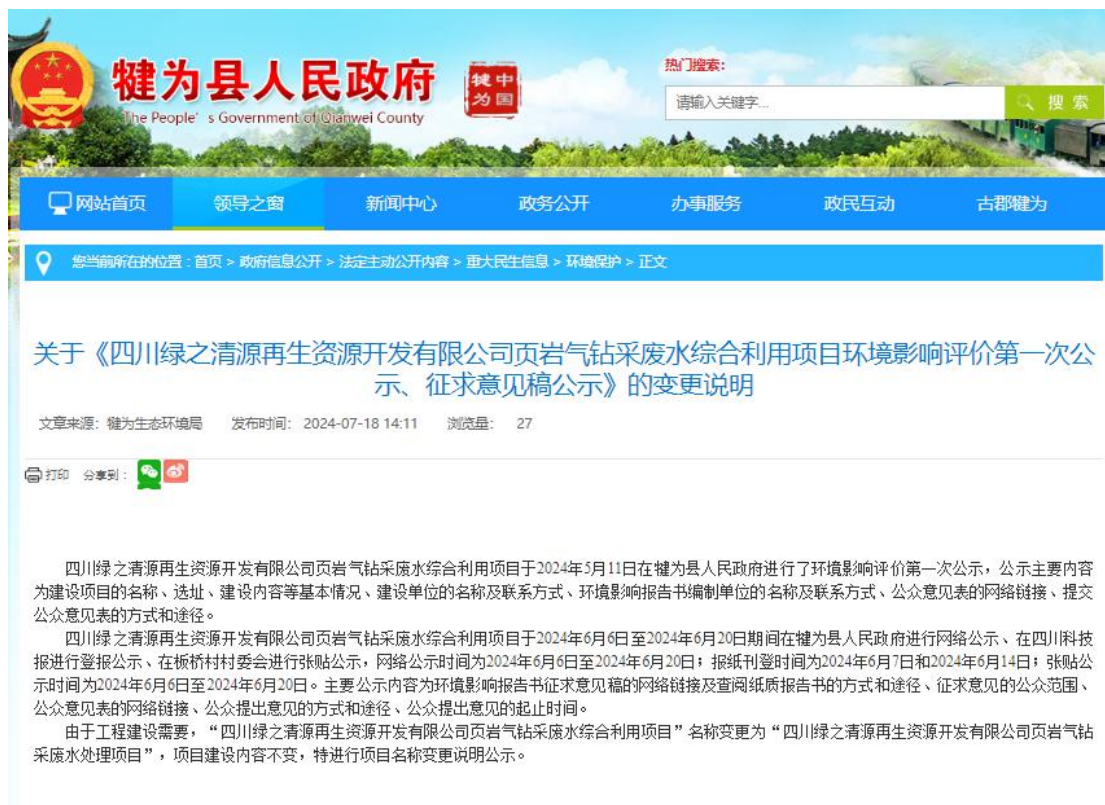 犍为县人民政府
The People's Government of Qianwei County
犍为 中国
热门搜索:
请输入关键字...
搜 索
网站首页 领导之窗 新闻中心 政务公开 办事服务 政民互动 古郡犍为
您当前所在的位置：首页 > 政府信息公开 > 法定主动公开内容 > 重大民生信息 > 环境保护 > 正文
关于《四川绿之清源再生资源开发有限公司页岩气钻采废水综合利用项目环境影响评价第一次公
示、征求意见稿公示》的变更说明
文章来源：犍为生态环境局 发布时间： 2024-07-18 14:11 浏览量： 27
打印 分享到：
四川绿之清源再生资源开发有限公司页岩气钻采废水综合利用项目于2024年5月11日在犍为县人民政府进行了环境影响评价第一次公示，公示主要内容
为建设项目的名称、选址、建设内容等基本情况、建设单位的名称及联系方式、环境影响报告书编制单位的名称及联系方式、公众意见表的网络链接、提交
公众意见表的方式和途径。
四川绿之清源再生资源开发有限公司页岩气钻采废水综合利用项目于2024年6月6日至2024年6月20日期间在犍为县人民政府进行网络公示、在四川科技
报进行登报公示、在板桥村村委会进行张贴公示，网络公示时间为2024年6月6日至2024年6月20日；报纸刊登时间为2024年6月7日和2024年6月14日；张贴公
示时间为2024年6月6日至2024年6月20日。主要公示内容为环境影响报告书征求意见稿的网络链接及查阅纸质报告书的方式和途径、征求意见的公众范围、
公众意见表的网络链接、公众提出意见的方式和途径、公众提出意见的起止时间。
由于工程建设需要，“四川绿之清源再生资源开发有限公司页岩气钻采废水综合利用项目”名称变更为“四川绿之清源再生资源开发有限公司页岩气钻
采废水处理项目”，项目建设内容不变，特进行项目名称变更说明公示。